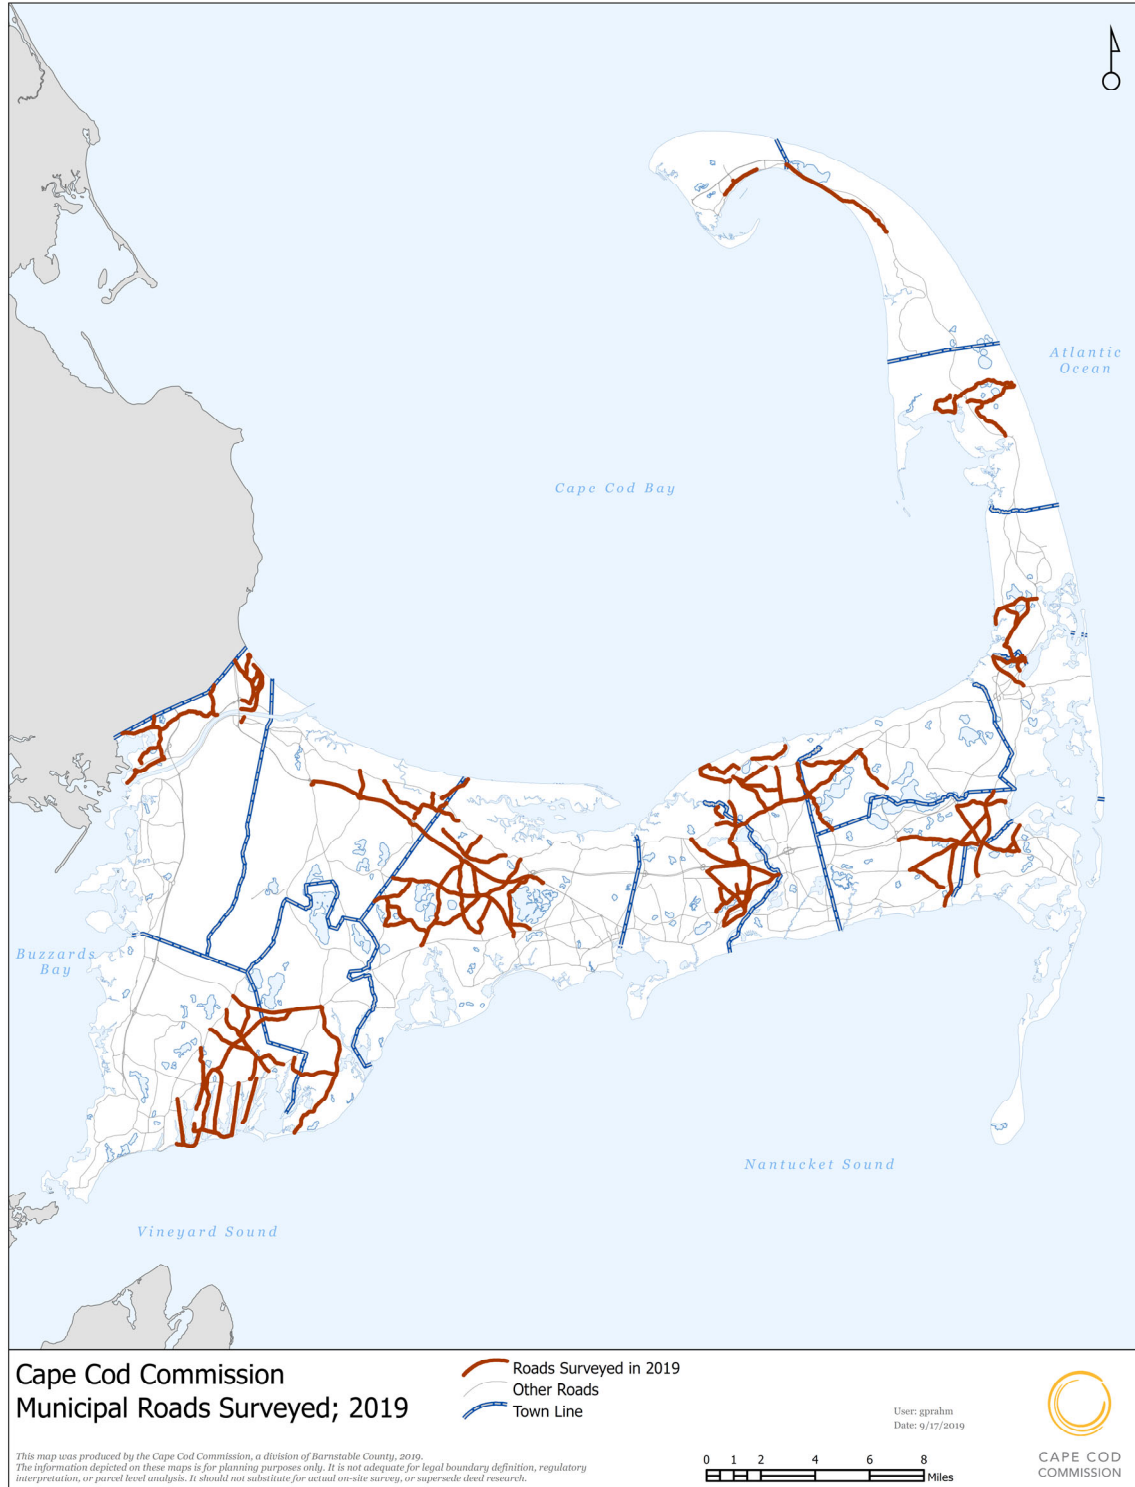 Atlantic
Ocean
Cape Cod Bay
Buzzards
Bay
Nantucket Sound
Vineyard Sound
Cape Cod Commission
Municipal Roads Surveyed; 2019
Roads Surveyed in 2019
Other Roads
Town Line
User: gprahm
Date: 9/17/2019
CAPE COD
COMMISSION
This map was produced by the Cape Cod Commission, a division of Barnstable County, 2019.
The information depicted on these maps is for planning purposes only. It is not adequate for legal boundary definition, regulatory
interpretation, or parcel level analysis. It should not substitute for actual on-site survey, or supersede deed research.
0 1 2 4 6 8
Miles